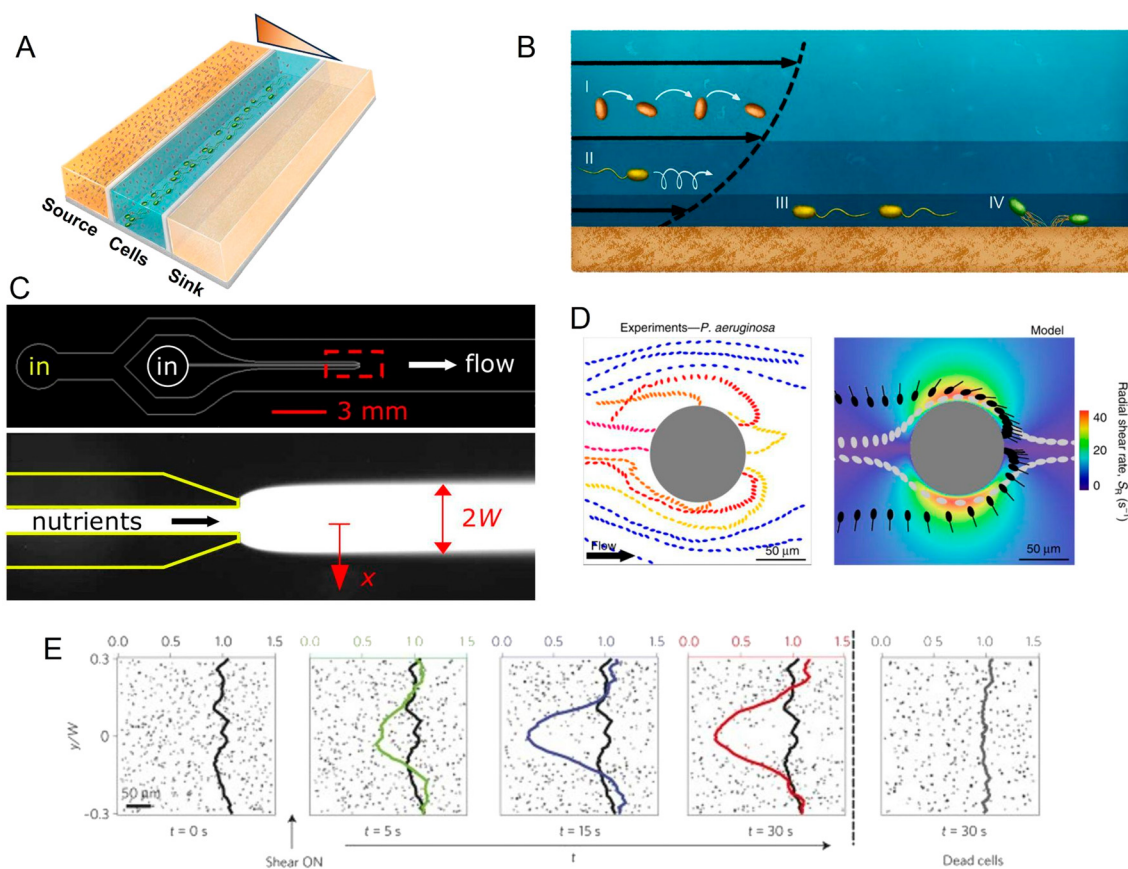 A
Source
Cells
Sink
B
I
II
III
IV
C
in
in
flow
3 mm
nutrients
2W
x
D
Experiments—P. aeruginosa
Flow
50 μm
Model
50 μm
40
20
0
Radial shear rate, S_R (s⁻¹)
E
0.0 0.5 1.0 1.5
0.0 0.5 1.0 1.5
0.0 0.5 1.0 1.5
0.0 0.5 1.0 1.5
0.0 0.5 1.0 1.5
0.3
0
-0.3
y/W
50 μm
t = 0 s
t = 5 s
t = 15 s
t = 30 s
t = 30 s
Shear ON
t
Dead cells